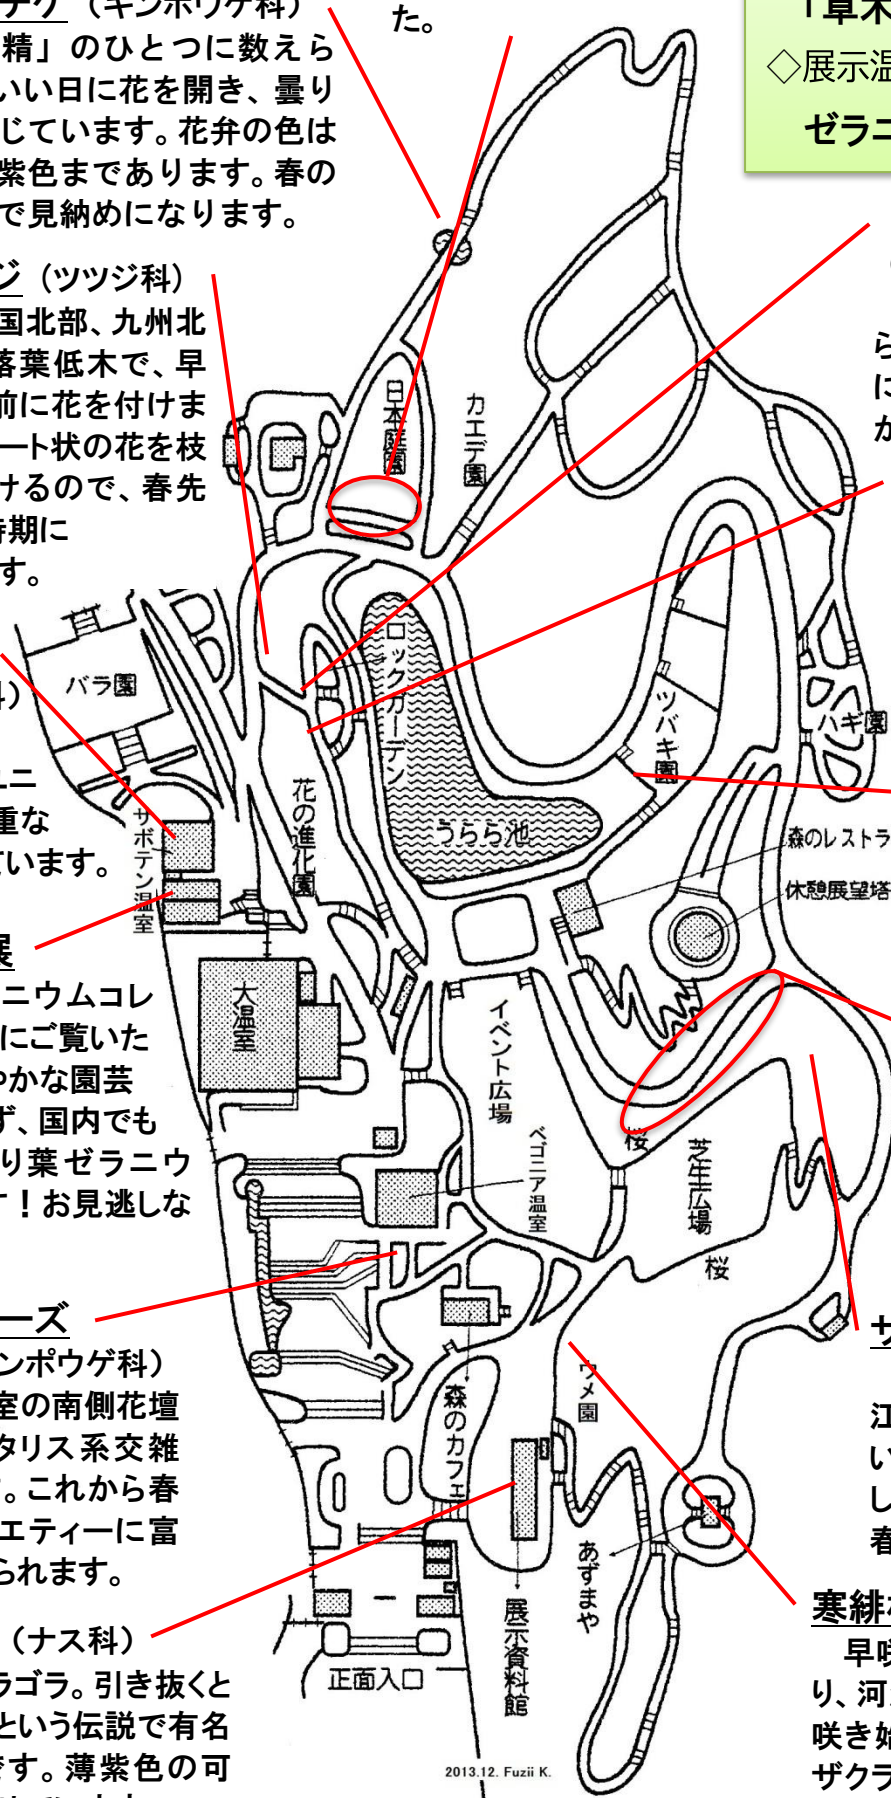 テケ（キンポウゲ科）
精」のひとつに数えら
いい日に花を開き、曇り
じています。花弁の色は
紫色まであります。春の
で見納めになります。
た。
「草木
◇展示温
ゼラニ
ジ（ツツジ科）
国北部、九州北
落葉低木で、早
前に花を付けま
ート状の花を枝
けるので、春先
時期に
す。
ら
に
か
日本庭園
カエデ園
バラ園
ロックガーデン
ツバキ園
ハギ園
ユニ
重な
ています。
サボテン温室
花の進化園
うらら池
森のレストラ
休憩展望塔
展
ニウムコレ
にご覧いた
やかな園芸
ず、国内でも
り葉ゼラニウ
す！お見逃しな
大温室
イベント広場
ベゴニア温室
桜
芝生広場
桜
ーズ
ンポウゲ科）
室の南側花壇
タリス系交雑
。これから春
エティーに富
られます。
森のカフェ
ウメ園
サ
江
い
し
春
あずまや
展示資料館
正面入口
（ナス科）
ラゴラ。引き抜くと
という伝説で有名
です。薄紫色の可
寒緋
早咲
り、河
咲き始
ザクラ
2013.12. Fuzii K.